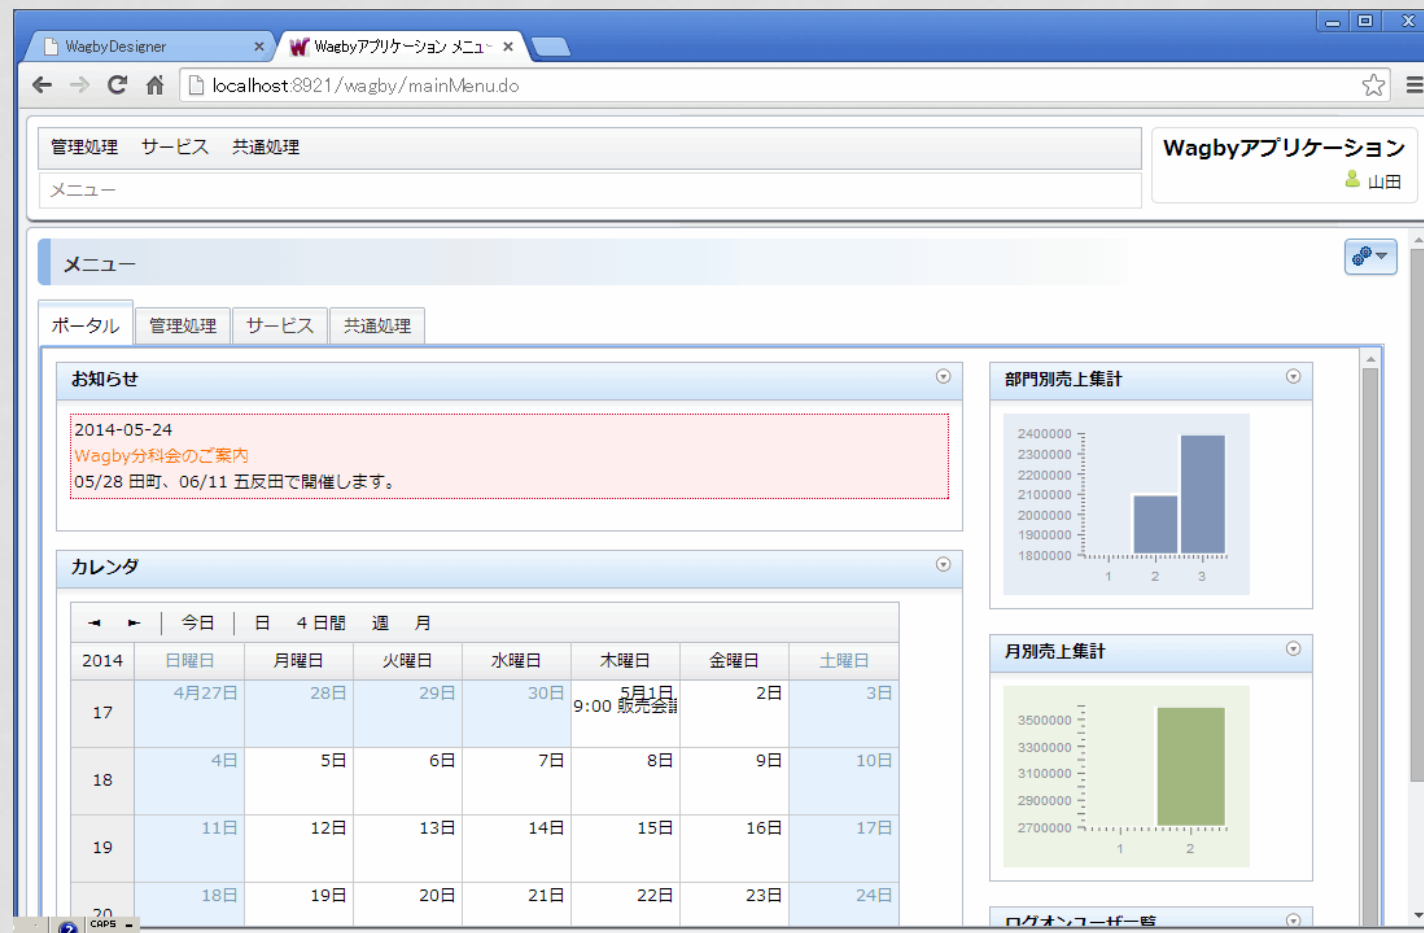 WagbyDesigner
Wagbyアプリケーション メニュ
localhost:8921/wagby/mainMenu.do
管理処理 サービス 共通処理
Wagbyアプリケーション
メニュー
山田
メニュー
ポータル 管理処理 サービス 共通処理
お知らせ
2014-05-24
Wagby分科会のご案内
05/28 田町、06/11 五反田で開催します。
カレンダ
今日 日 4日間 週 月
2014 日曜日 月曜日 火曜日 水曜日 木曜日 金曜日 土曜日
17 4月27日 28日 29日 30日 5月1日 2日 3日
9:00 販売会議
18 4日 5日 6日 7日 8日 9日 10日
19 11日 12日 13日 14日 15日 16日 17日
20 18日 19日 20日 21日 22日 23日 24日
部門別売上集計
2400000
2300000
2200000
2100000
2000000
1900000
1800000
1 2 3
月別売上集計
3500000
3300000
3100000
2900000
2700000
1 2
ログオンユーザ一覧
CAPS